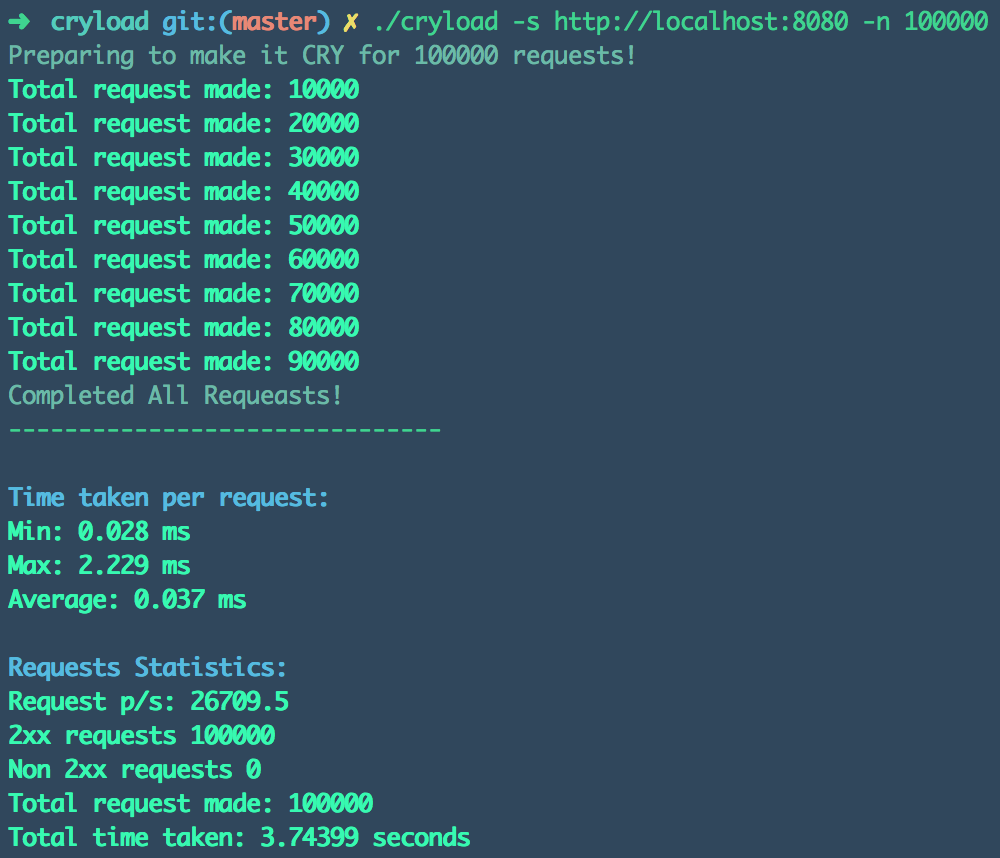 ➜ cryload git:(master) ✗ ./cryload -s http://localhost:8080 -n 100000
Preparing to make it CRY for 100000 requests!
Total request made: 10000
Total request made: 20000
Total request made: 30000
Total request made: 40000
Total request made: 50000
Total request made: 60000
Total request made: 70000
Total request made: 80000
Total request made: 90000
Completed All Requeasts!
-------------------------------
Time taken per request:
Min: 0.028 ms
Max: 2.229 ms
Average: 0.037 ms
Requests Statistics:
Request p/s: 26709.5
2xx requests 100000
Non 2xx requests 0
Total request made: 100000
Total time taken: 3.74399 seconds